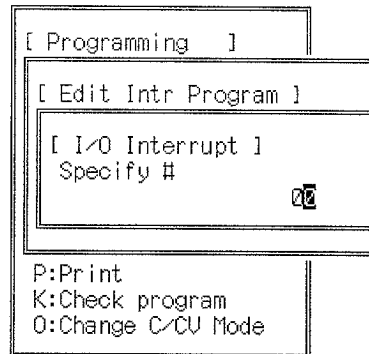 [ Programming ]
[ Edit Intr Program ]
[ I/O Interrupt ]
Specify #
00
P:Print
K:Check program
O:Change C/CV Mode